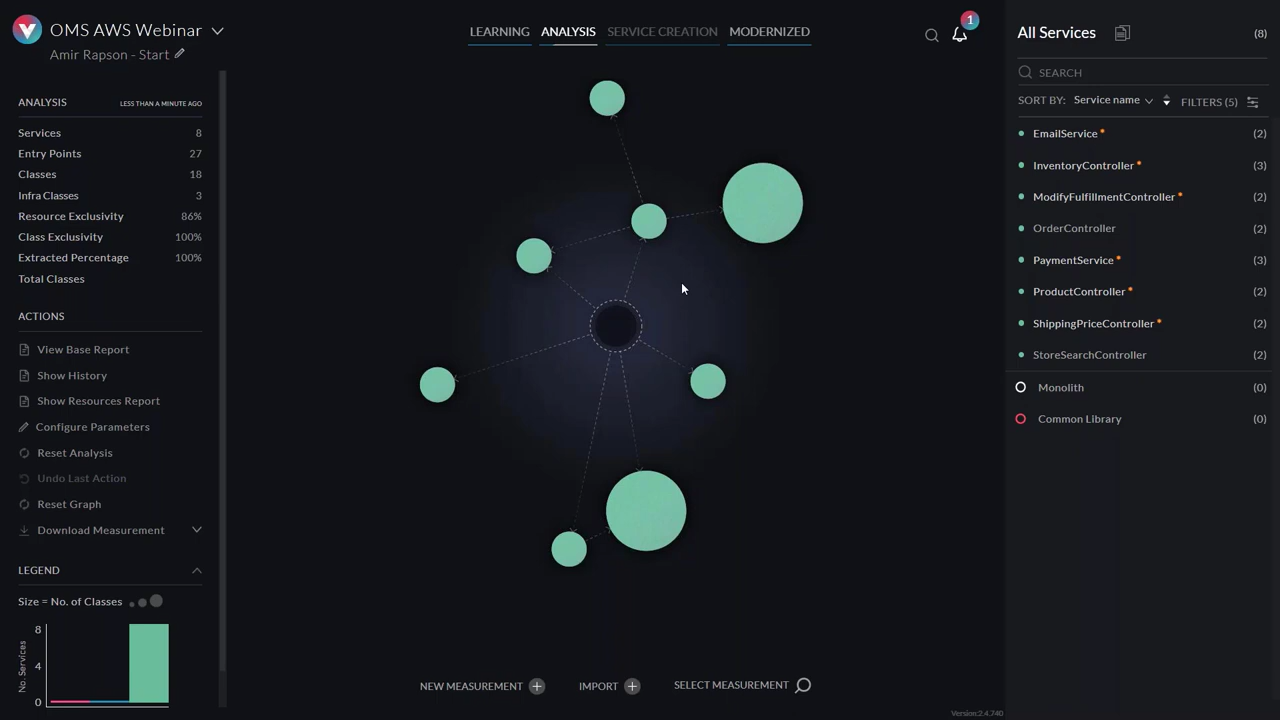 OMS AWS Webinar
Amir Rapson - Start
LEARNING ANALYSIS SERVICE CREATION MODERNIZED
1
ANALYSIS LESS THAN A MINUTE AGO
Services 8
Entry Points 27
Classes 18
Infra Classes 3
Resource Exclusivity 86%
Class Exclusivity 100%
Extracted Percentage 100%
Total Classes
ACTIONS
View Base Report
Show History
Show Resources Report
Configure Parameters
Reset Analysis
Undo Last Action
Reset Graph
Download Measurement
LEGEND
Size = No. of Classes
No. Services
8
4
0
NEW MEASUREMENT
IMPORT
SELECT MEASUREMENT
Version:2.4.740
All Services (8)
SEARCH
SORT BY: Service name FILTERS (5)
EmailService* (2)
InventoryController* (3)
ModifyFulfillmentController* (2)
OrderController (2)
PaymentService* (3)
ProductController* (2)
ShippingPriceController* (2)
StoreSearchController (2)
Monolith (0)
Common Library (0)